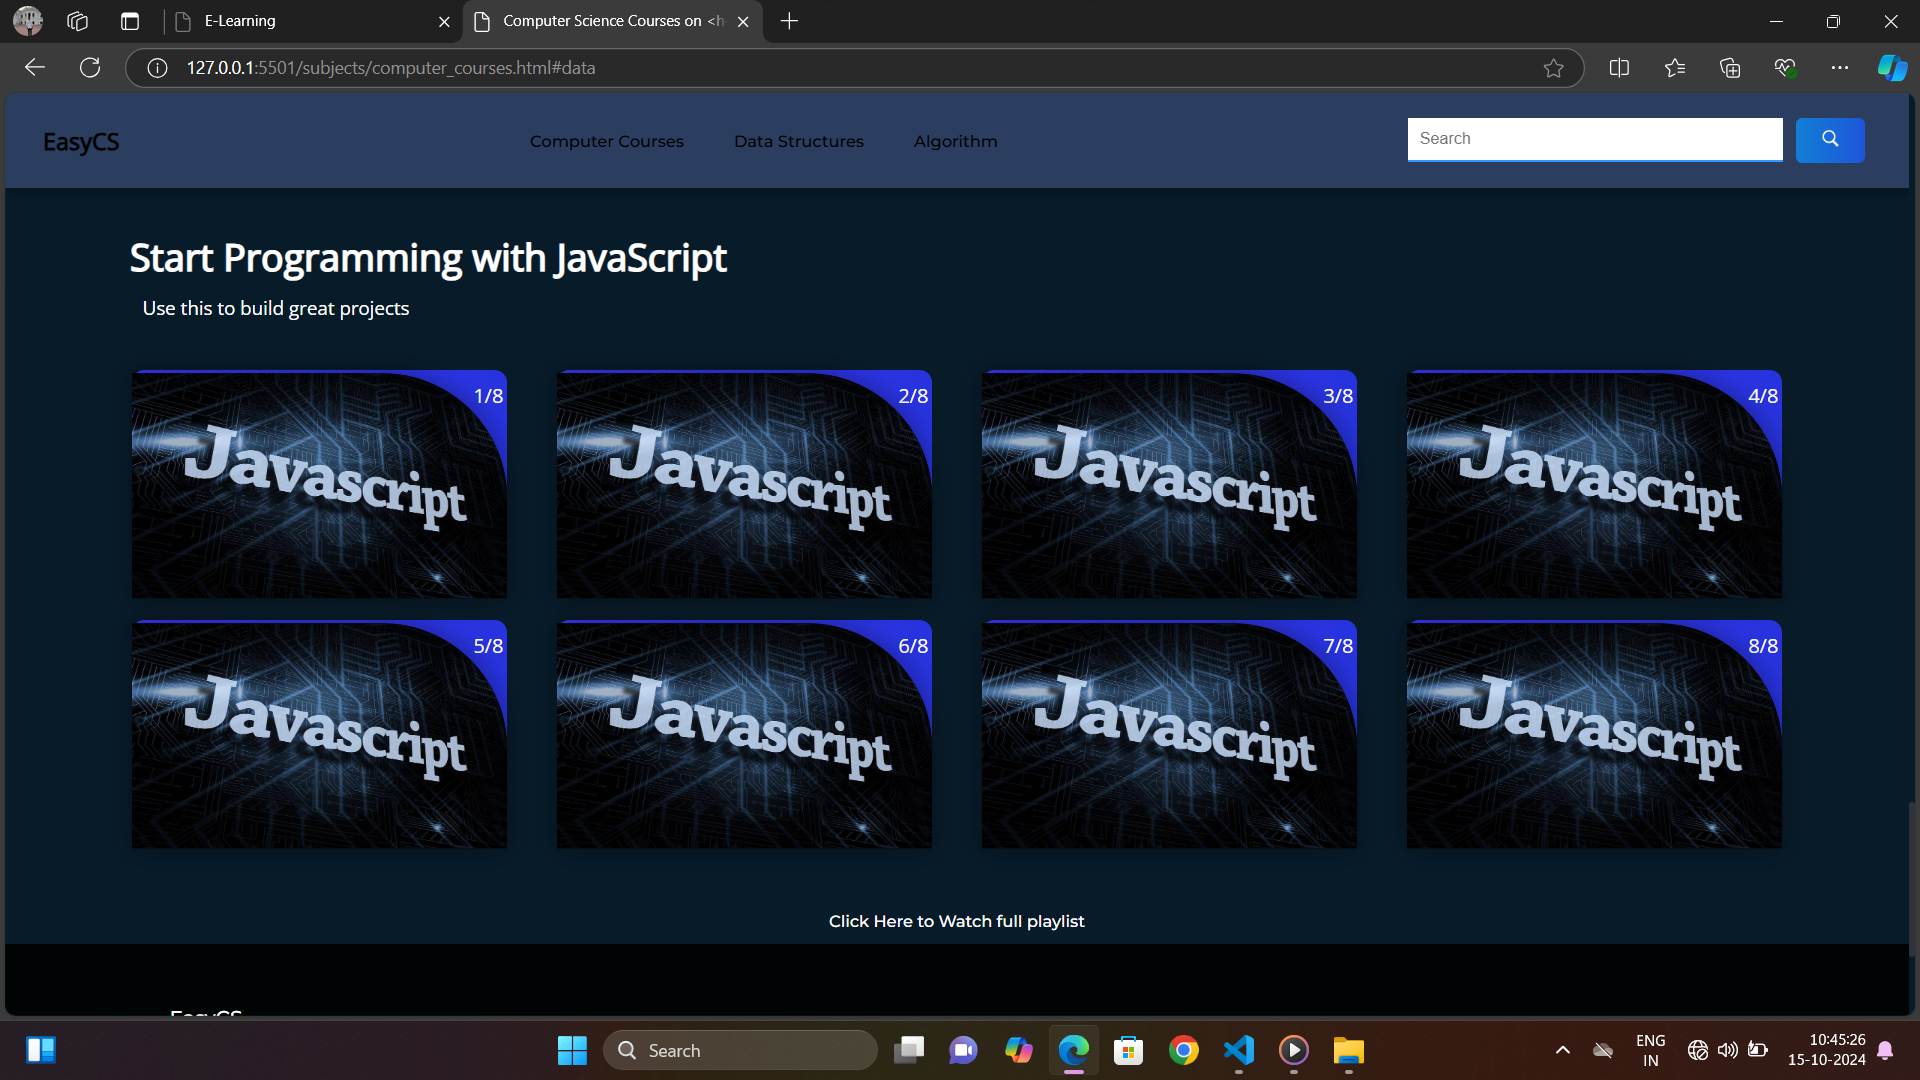 E-Learning
Computer Science Courses on <h
127.0.0.1:5501/subjects/computer_courses.html#data
EasyCS
Computer Courses
Data Structures
Algorithm
Search
Start Programming with JavaScript
Use this to build great projects
1/8
Javascript
2/8
Javascript
3/8
Javascript
4/8
Javascript
5/8
Javascript
6/8
Javascript
7/8
Javascript
8/8
Javascript
Click Here to Watch full playlist
EasyCS
Search
ENG
IN
10:45:26
15-10-2024